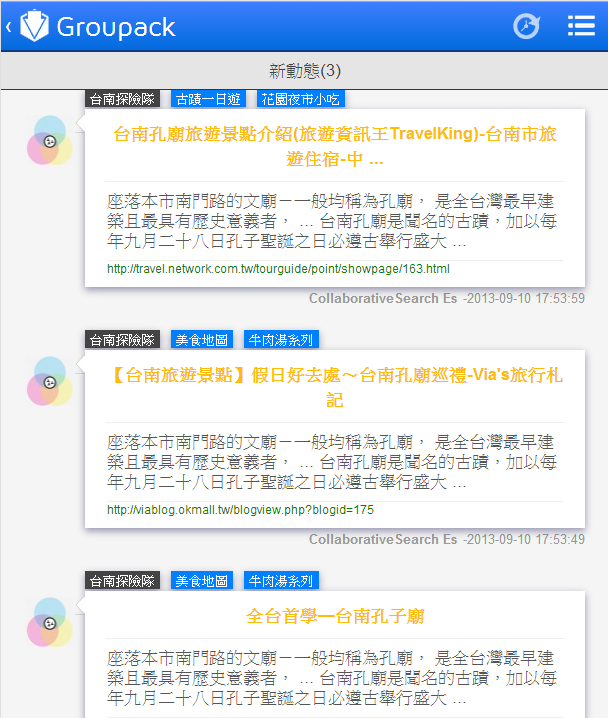 Groupack
新動態(3)
台南探險隊 古蹟一日遊 花園夜市小吃
台南孔廟旅遊景點介紹(旅遊資訊王TravelKing)-台南市旅
遊住宿-中 ...
座落本市南門路的文廟－一般均稱為孔廟， 是全台灣最早建
築且最具有歷史意義者， ... 台南孔廟是聞名的古蹟，加以每
年九月二十八日孔子聖誕之日必遵古舉行盛大 ...
http://travel.network.com.tw/tourguide/point/showpage/163.html
CollaborativeSearch Es -2013-09-10 17:53:59
台南探險隊 美食地圖 牛肉湯系列
【台南旅遊景點】假日好去處～台南孔廟巡禮-Via's旅行札
記
座落本市南門路的文廟－一般均稱為孔廟， 是全台灣最早建
築且最具有歷史意義者， ... 台南孔廟是聞名的古蹟，加以每
年九月二十八日孔子聖誕之日必遵古舉行盛大 ...
http://viablog.okmall.tw/blogview.php?blogid=175
CollaborativeSearch Es -2013-09-10 17:53:49
台南探險隊 美食地圖 牛肉湯系列
全台首學—台南孔子廟
座落本市南門路的文廟－一般均稱為孔廟， 是全台灣最早建
築且最具有歷史意義者， ... 台南孔廟是聞名的古蹟，加以每
年九月二十八日孔子聖誕之日必遵古舉行盛大 ...